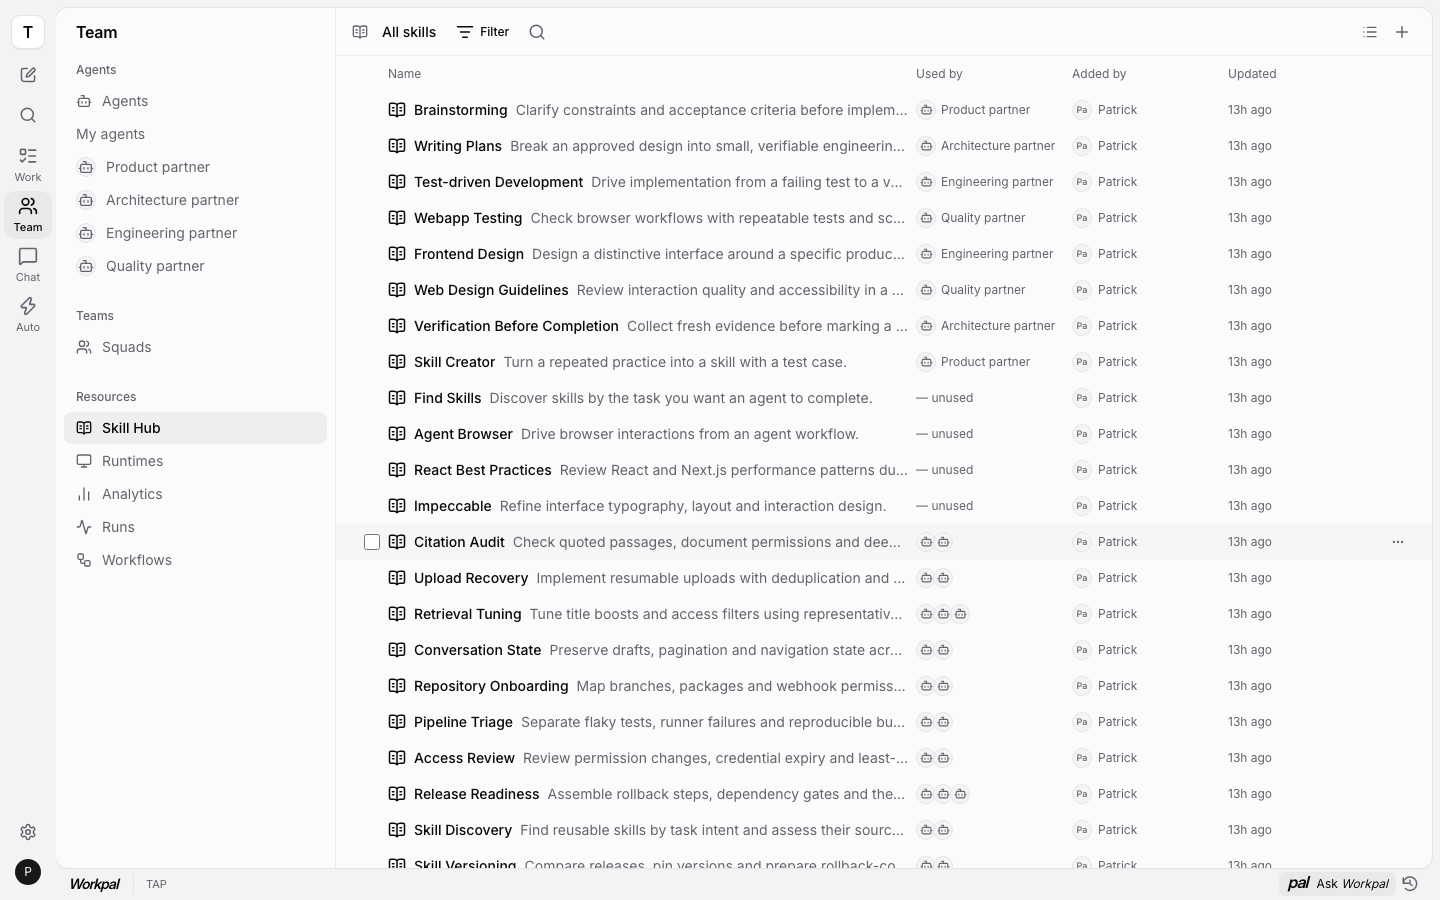 T
Team
All skills
Filter
Agents
Agents
My agents
Product partner
Architecture partner
Engineering partner
Quality partner
Teams
Squads
Resources
Skill Hub
Runtimes
Analytics
Runs
Workflows
Work
Team
Chat
Auto
P
Name Used by Added by Updated
Brainstorming Clarify constraints and acceptance criteria before implem... Product partner Pa Patrick 13h ago
Writing Plans Break an approved design into small, verifiable engineerin... Architecture partner Pa Patrick 13h ago
Test-driven Development Drive implementation from a failing test to a v... Engineering partner Pa Patrick 13h ago
Webapp Testing Check browser workflows with repeatable tests and sc... Quality partner Pa Patrick 13h ago
Frontend Design Design a distinctive interface around a specific produc... Engineering partner Pa Patrick 13h ago
Web Design Guidelines Review interaction quality and accessibility in a ... Quality partner Pa Patrick 13h ago
Verification Before Completion Collect fresh evidence before marking a ... Architecture partner Pa Patrick 13h ago
Skill Creator Turn a repeated practice into a skill with a test case. Product partner Pa Patrick 13h ago
Find Skills Discover skills by the task you want an agent to complete. — unused Pa Patrick 13h ago
Agent Browser Drive browser interactions from an agent workflow. — unused Pa Patrick 13h ago
React Best Practices Review React and Next.js performance patterns du... — unused Pa Patrick 13h ago
Impeccable Refine interface typography, layout and interaction design. — unused Pa Patrick 13h ago
Citation Audit Check quoted passages, document permissions and dee... Pa Patrick 13h ago
Upload Recovery Implement resumable uploads with deduplication and ... Pa Patrick 13h ago
Retrieval Tuning Tune title boosts and access filters using representativ... Pa Patrick 13h ago
Conversation State Preserve drafts, pagination and navigation state acr... Pa Patrick 13h ago
Repository Onboarding Map branches, packages and webhook permiss... Pa Patrick 13h ago
Pipeline Triage Separate flaky tests, runner failures and reproducible bu... Pa Patrick 13h ago
Access Review Review permission changes, credential expiry and least-... Pa Patrick 13h ago
Release Readiness Assemble rollback steps, dependency gates and the... Pa Patrick 13h ago
Skill Discovery Find reusable skills by task intent and assess their sourc... Pa Patrick 13h ago
Skill Versioning Compare releases, pin versions and prepare rollback-co... Patrick 13h ago
Workpal TAP
pal Ask Workpal